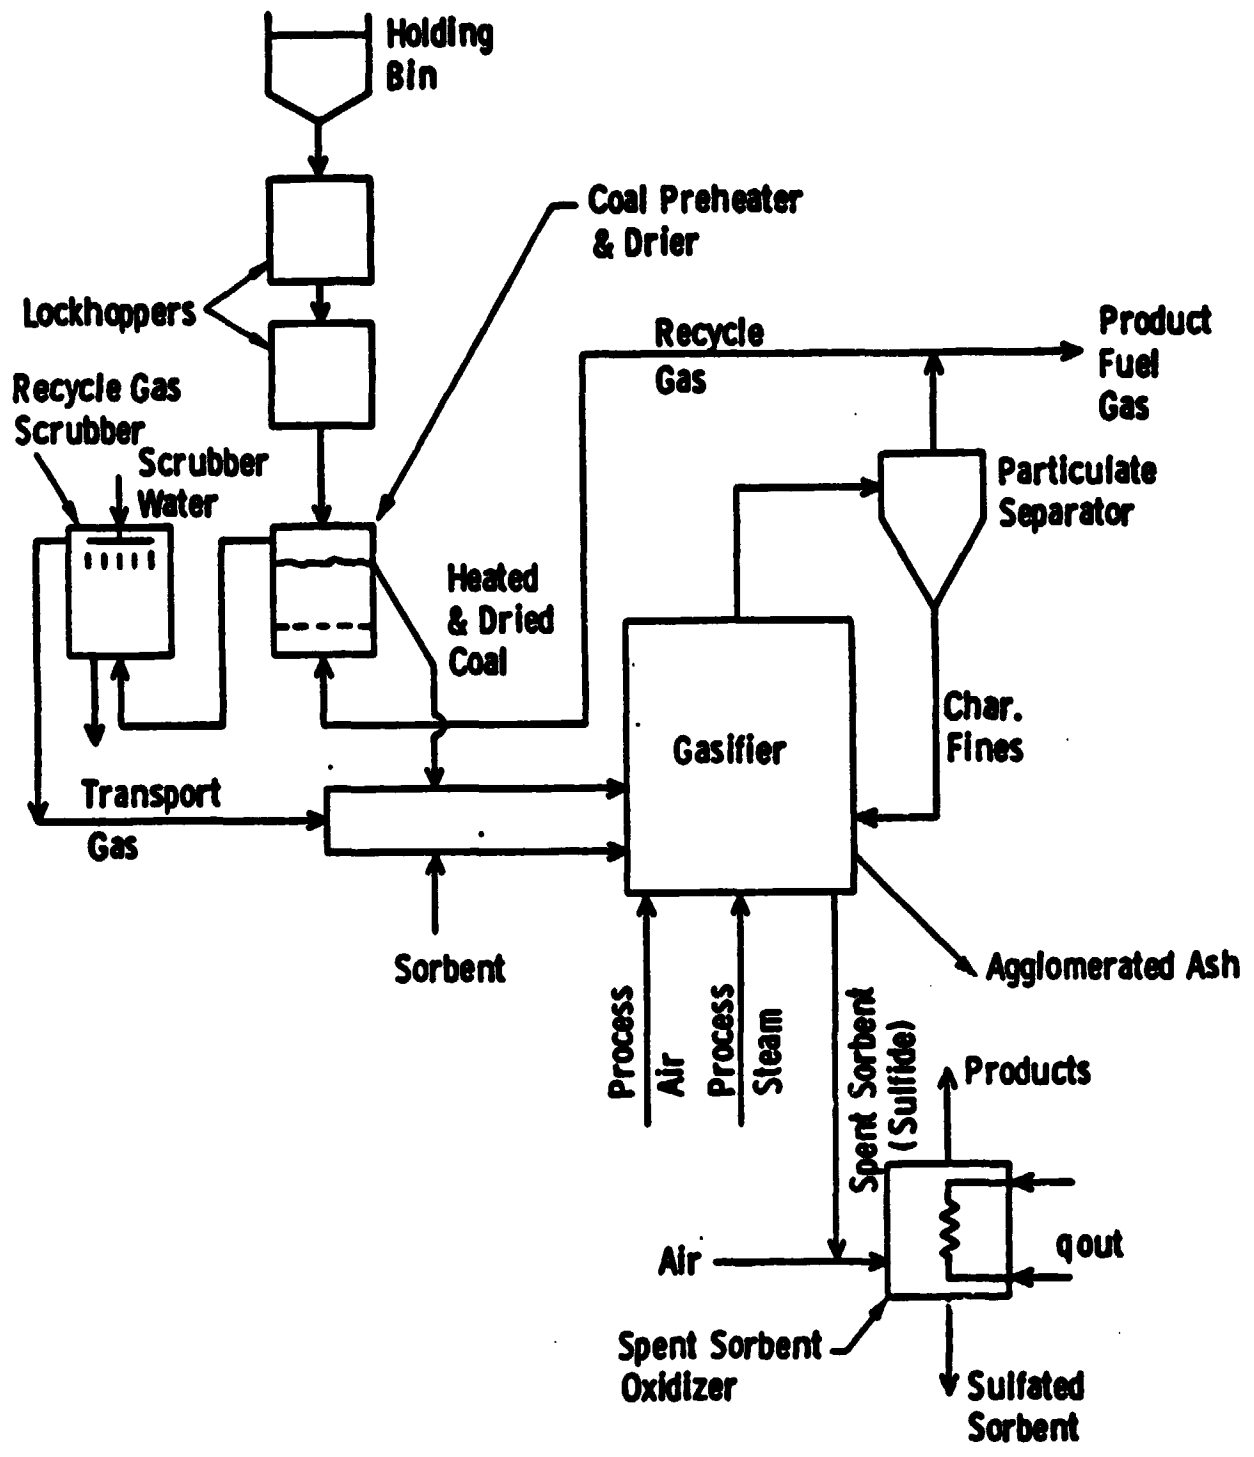 Holding
Bin
Coal Preheater
& Drier
Lockhoppers
Recycle
Gas
Product
Fuel
Gas
Recycle Gas
Scrubber
Scrubber
Water
Particulate
Separator
Heated
& Dried
Coal
Char.
Fines
Gasifier
Transport
Gas
Sorbent
Agglomerated Ash
Process
Air
Process
Steam
Spent Sorbent
(Sulfide)
Products
Air
qout
Spent Sorbent
Oxidizer
Sulfated
Sorbent